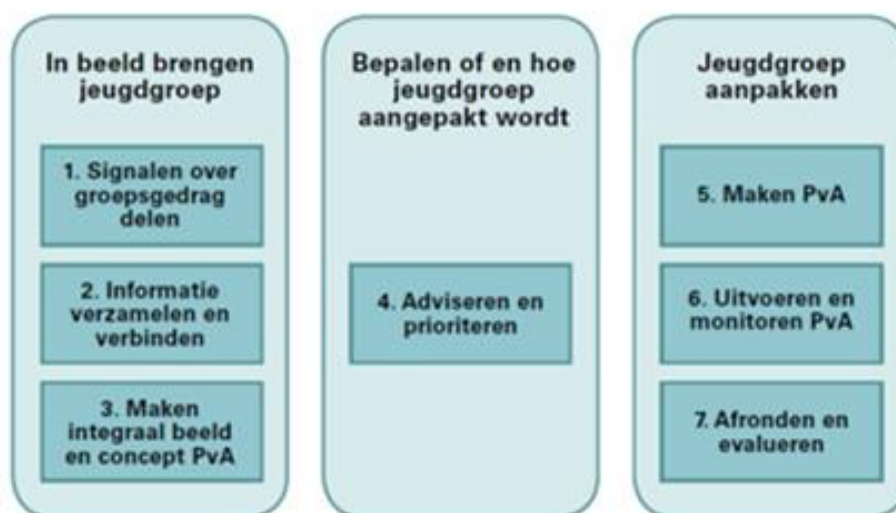 In beeld brengen
jeugdgroep
1. Signalen over
groepsgedrag
delen
2. Informatie
verzamelen en
verbinden
3. Maken
integraal beeld
en concept PvA
Bepalen of en hoe
jeugdgroep
aangepakt wordt
4. Adviseren en
prioriteren
Jeugdgroep
aanpakken
5. Maken PvA
6. Uitvoeren en
monitoren PvA
7. Afronden en
evalueren